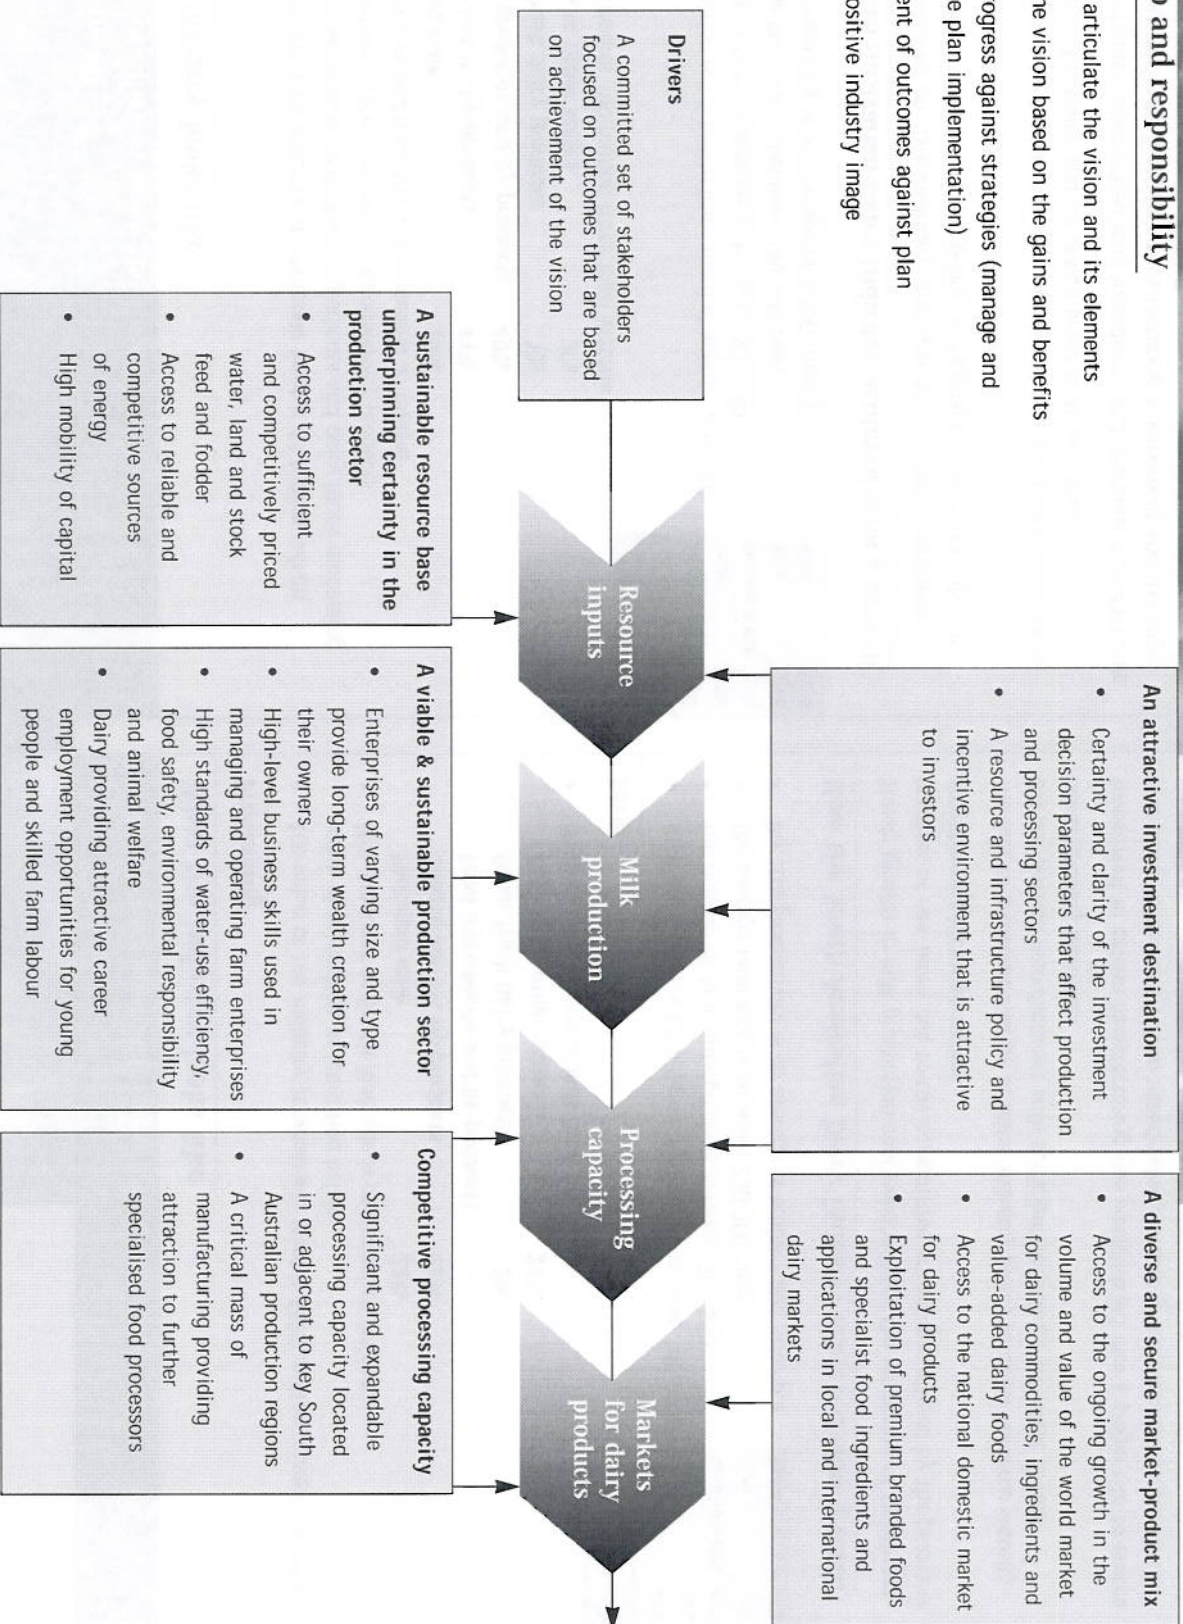 p and responsibility
articulate the vision and its elements
he vision based on the gains and benefits
rogress against strategies (manage and
e plan implementation)
ent of outcomes against plan
ositive industry image
An attractive investment destination
• Certainty and clarity of the investment
decision parameters that affect production
and processing sectors
• A resource and infrastructure policy and
incentive environment that is attractive
to investors
A diverse and secure market-product mix
• Access to the ongoing growth in the
volume and value of the world market
for dairy commodities, ingredients and
value-added dairy foods
• Access to the national domestic market
for dairy products
• Exploitation of premium branded foods
and specialist food ingredients and
applications in local and international
dairy markets
Drivers
A committed set of stakeholders
focused on outcomes that are based
on achievement of the vision
Resource
inputs
Milk
production
Processing
capacity
Markets
for dairy
products
A sustainable resource base
underpinning certainty in the
production sector
• Access to sufficient
and competitively priced
water, land and stock
feed and fodder
• Access to reliable and
competitive sources
of energy
• High mobility of capital
A viable & sustainable production sector
• Enterprises of varying size and type
provide long-term wealth creation for
their owners
• High-level business skills used in
managing and operating farm enterprises
• High standards of water-use efficiency,
food safety, environmental responsibility
and animal welfare
• Dairy providing attractive career
employment opportunities for young
people and skilled farm labour
Competitive processing capacity
• Significant and expandable
processing capacity located
in or adjacent to key South
Australian production regions
• A critical mass of
manufacturing providing
attraction to further
specialised food processors